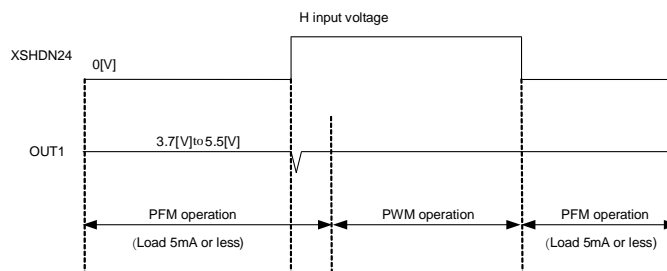 H input voltage
XSHDN24
0[V]
3.7[V]to5.5[V]
OUT1
PFM operation
PWM operation
PFM operation
(Load 5mA or less)
(Load 5mA or less)